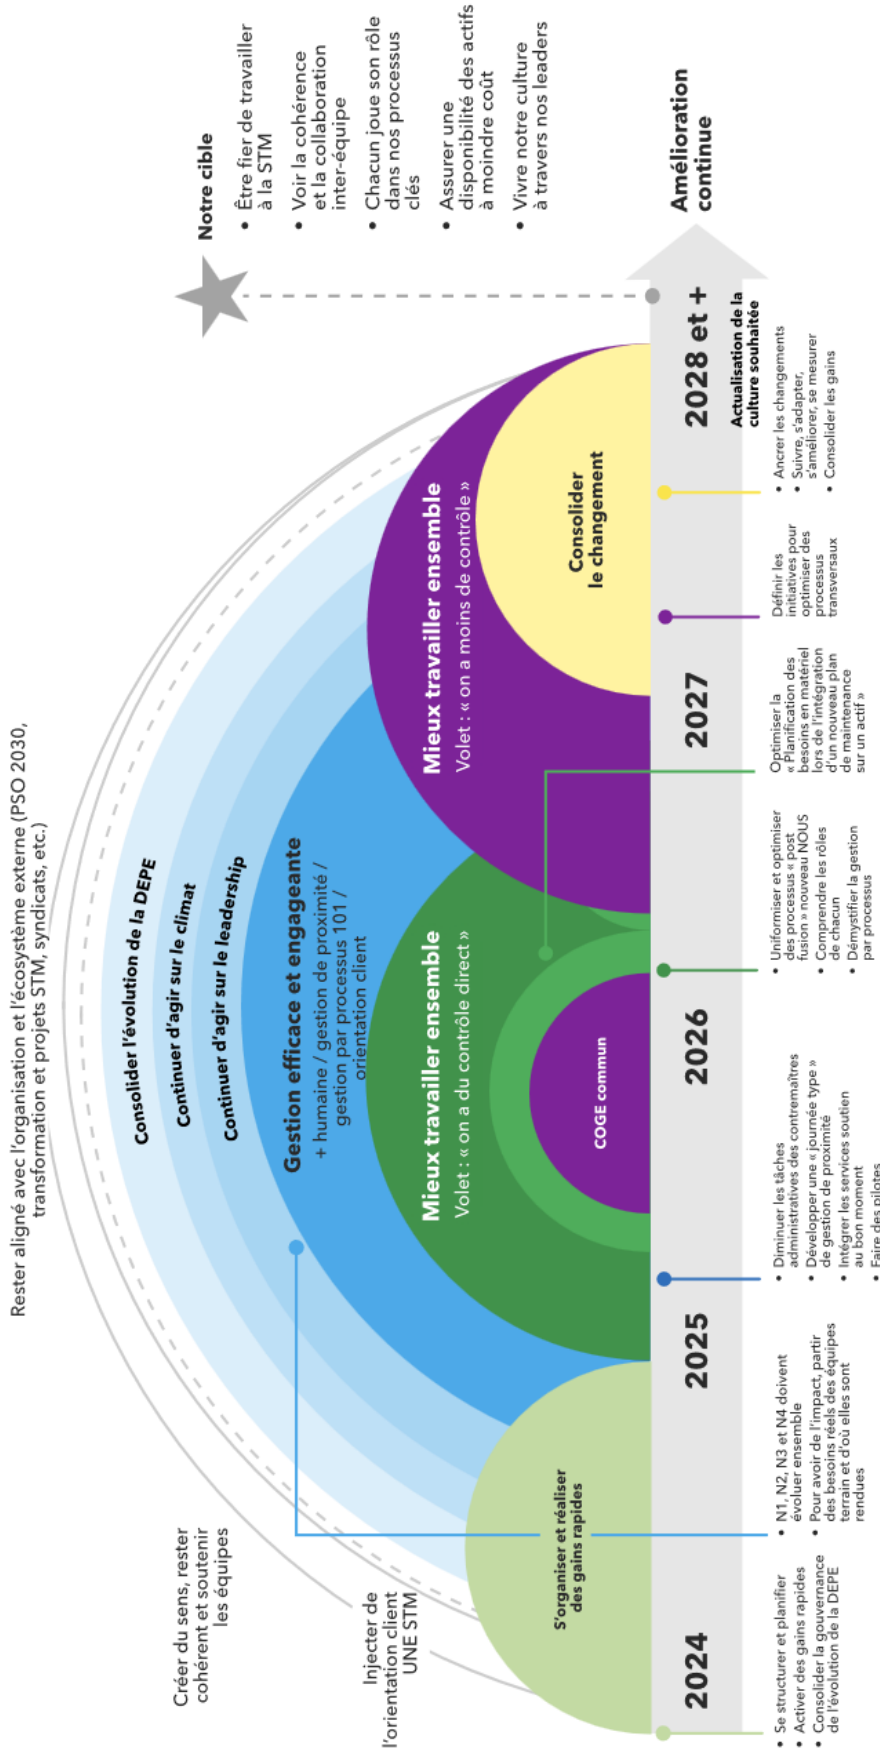 Rester aligné avec l'organisation et l'écosystème externe (PSO 2030,
transformation et projets STM, syndicats, etc.)
Créer du sens, rester
cohérent et soutenir
les équipes
Injecter de
l'orientation client
UNE STM
Consolider l'évolution de la DEPE
Continuer d'agir sur le climat
Continuer d'agir sur le leadership
Gestion efficace et engageante
+ humaine / gestion de proximité /
gestion par processus 101 /
orientation client
Mieux travailler ensemble
Volet : « on a du contrôle direct »
COGE commun
Mieux travailler ensemble
Volet : « on a moins de contrôle »
Consolider
le changement
S'organiser et réaliser
des gains rapides
Notre cible
• Être fier de travailler
à la STM
• Voir la cohérence
et la collaboration
inter-équipe
• Chacun joue son rôle
dans nos processus
clés
• Assurer une
disponibilité des actifs
à moindre coût
• Vivre notre culture
à travers nos leaders
2024
2025
2026
2027
2028 et +
Amélioration
continue
Actualisation de la
culture souhaitée
• Se structurer et planifier
• Activer des gains rapides
• Consolider la gouvernance
de l'évolution de la DEPE
• N1, N2, N3 et N4 doivent
évoluer ensemble
• Pour avoir de l'impact, partir
des besoins réels des équipes
terrain et d'où elles sont
rendues
• Diminuer les tâches
administratives des contremaîtres
• Développer une « journée type »
de gestion de proximité
• Intégrer les services soutien
au bon moment
• Faire des pilotes
• Uniformiser et optimiser
des processus « post
fusion » nouveau NOUS
• Comprendre les rôles
de chacun
• Démystifier la gestion
par processus
Optimiser la
« Planification des
besoins en matériel
lors de l'intégration
d'un nouveau plan
de maintenance
sur un actif »
Définir les
initiatives pour
optimiser des
processus
transversaux
• Ancrer les changements
• Suivre, s'adapter,
s'améliorer, se mesurer
• Consolider les gains